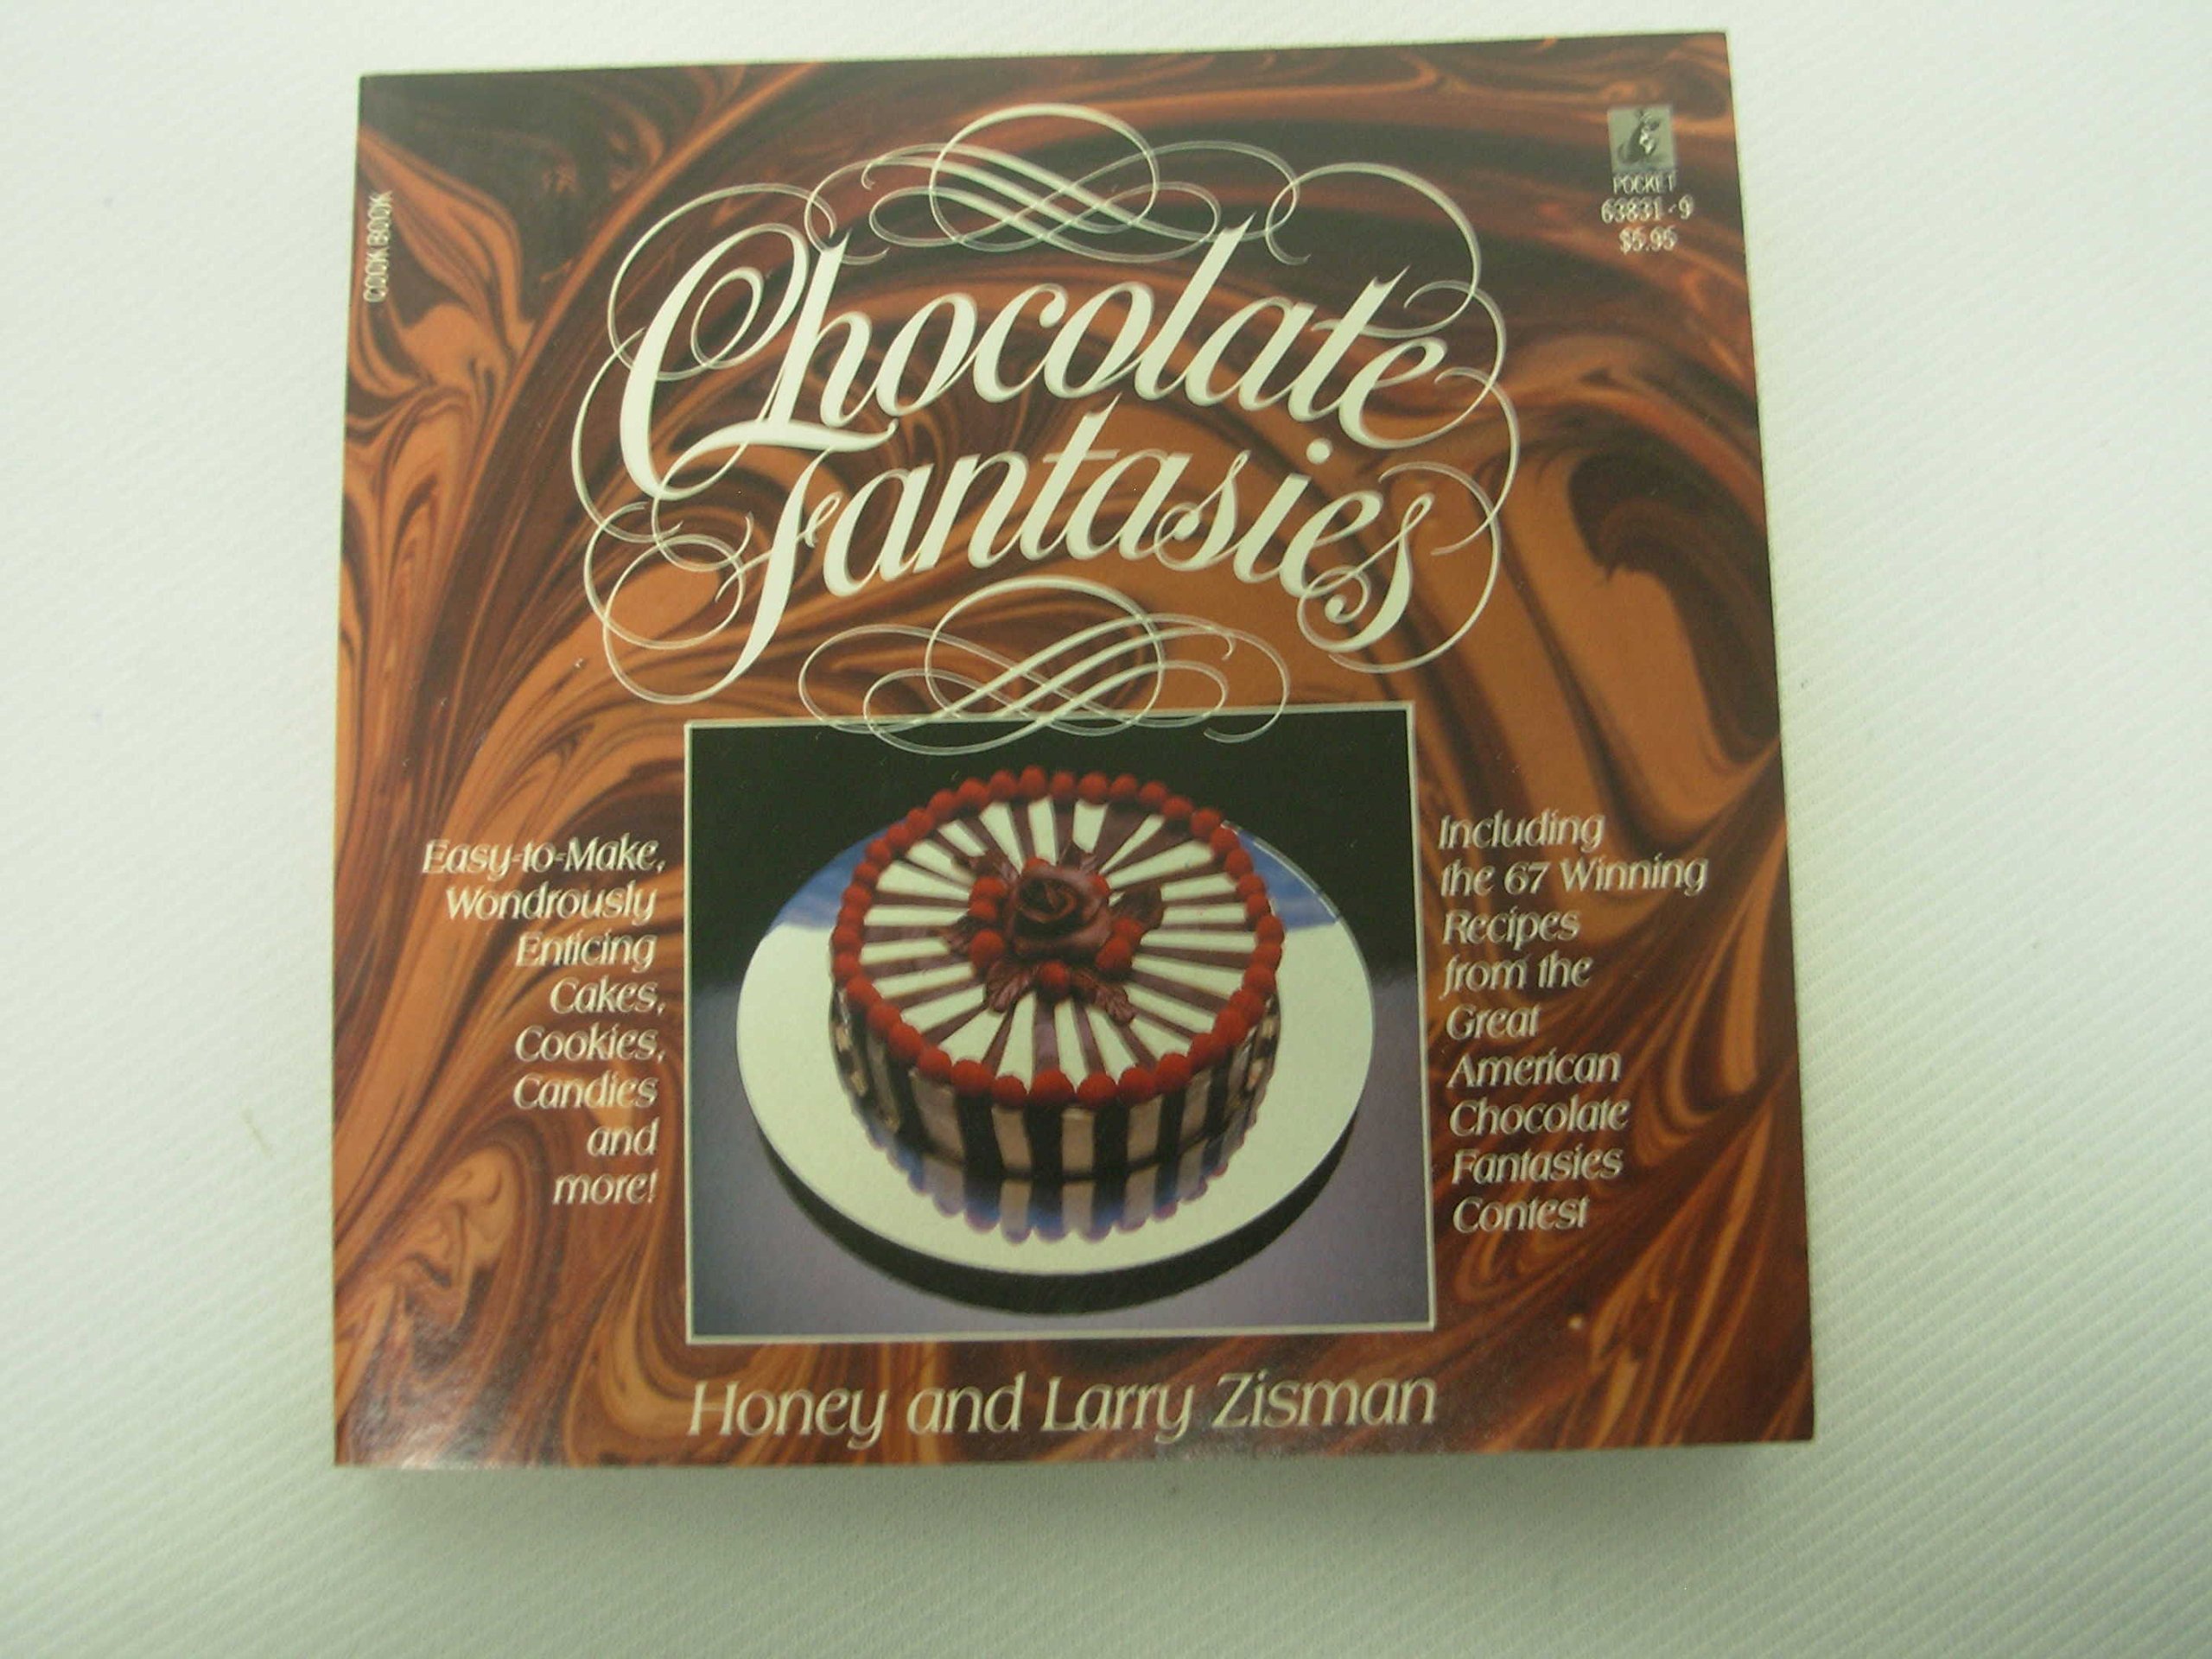 COOKBOOK
POCKET
63831-9
$5.95
Chocolate
Fantasies
Easy-to-Make,
Wondrously
Enticing
Cakes,
Cookies,
Candies
and
more!
Including
the 67 Winning
Recipes
from the
Great
American
Chocolate
Fantasies
Contest
Honey and Larry Zisman